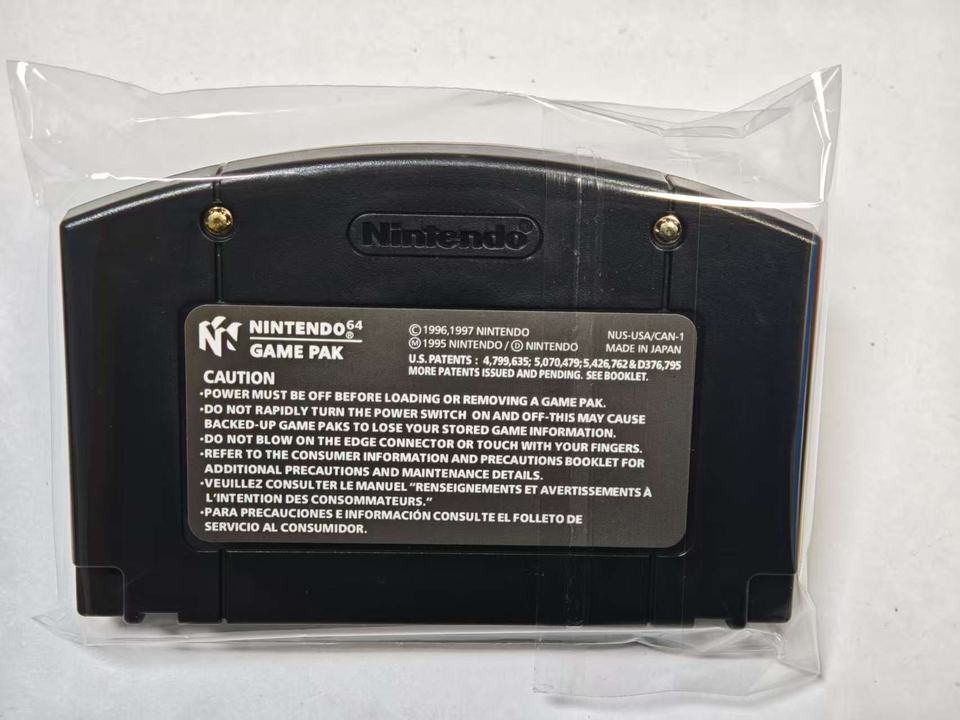 Nintendo®
NINTENDO64®
GAME PAK
©1996,1997 NINTENDO
Ⓜ1995 NINTENDO / Ⓓ NINTENDO
NUS-USA/CAN-1
MADE IN JAPAN
U.S. PATENTS : 4,799,635; 5,070,479; 5,426,762 & D376,795
MORE PATENTS ISSUED AND PENDING. SEE BOOKLET.
CAUTION
•POWER MUST BE OFF BEFORE LOADING OR REMOVING A GAME PAK.
•DO NOT RAPIDLY TURN THE POWER SWITCH ON AND OFF-THIS MAY CAUSE
BACKED-UP GAME PAKS TO LOSE YOUR STORED GAME INFORMATION.
•DO NOT BLOW ON THE EDGE CONNECTOR OR TOUCH WITH YOUR FINGERS.
•REFER TO THE CONSUMER INFORMATION AND PRECAUTIONS BOOKLET FOR
ADDITIONAL PRECAUTIONS AND MAINTENANCE DETAILS.
•VEUILLEZ CONSULTER LE MANUEL "RENSEIGNEMENTS ET AVERTISSEMENTS À
L'INTENTION DES CONSOMMATEURS."
•PARA PRECAUCIONES E INFORMACIÓN CONSULTE EL FOLLETO DE
SERVICIO AL CONSUMIDOR.